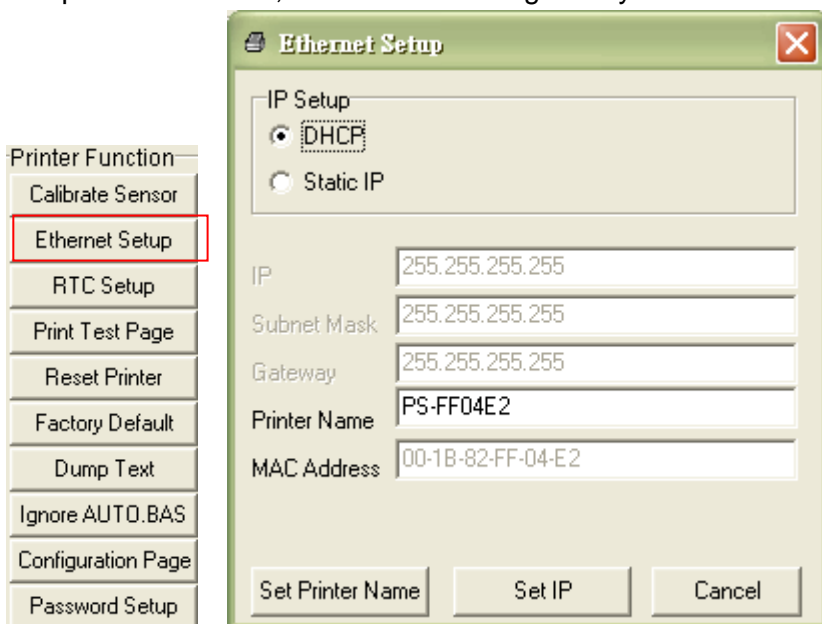 Ethernet Setup
IP Setup
DHCP
Static IP
Printer Function
Calibrate Sensor
Ethernet Setup
RTC Setup
Print Test Page
Reset Printer
Factory Default
Dump Text
Ignore AUTO.BAS
Configuration Page
Password Setup
IP 255.255.255.255
Subnet Mask 255.255.255.255
Gateway 255.255.255.255
Printer Name PS-FF04E2
MAC Address 00-1B-82-FF-04-E2
Set Printer Name Set IP Cancel